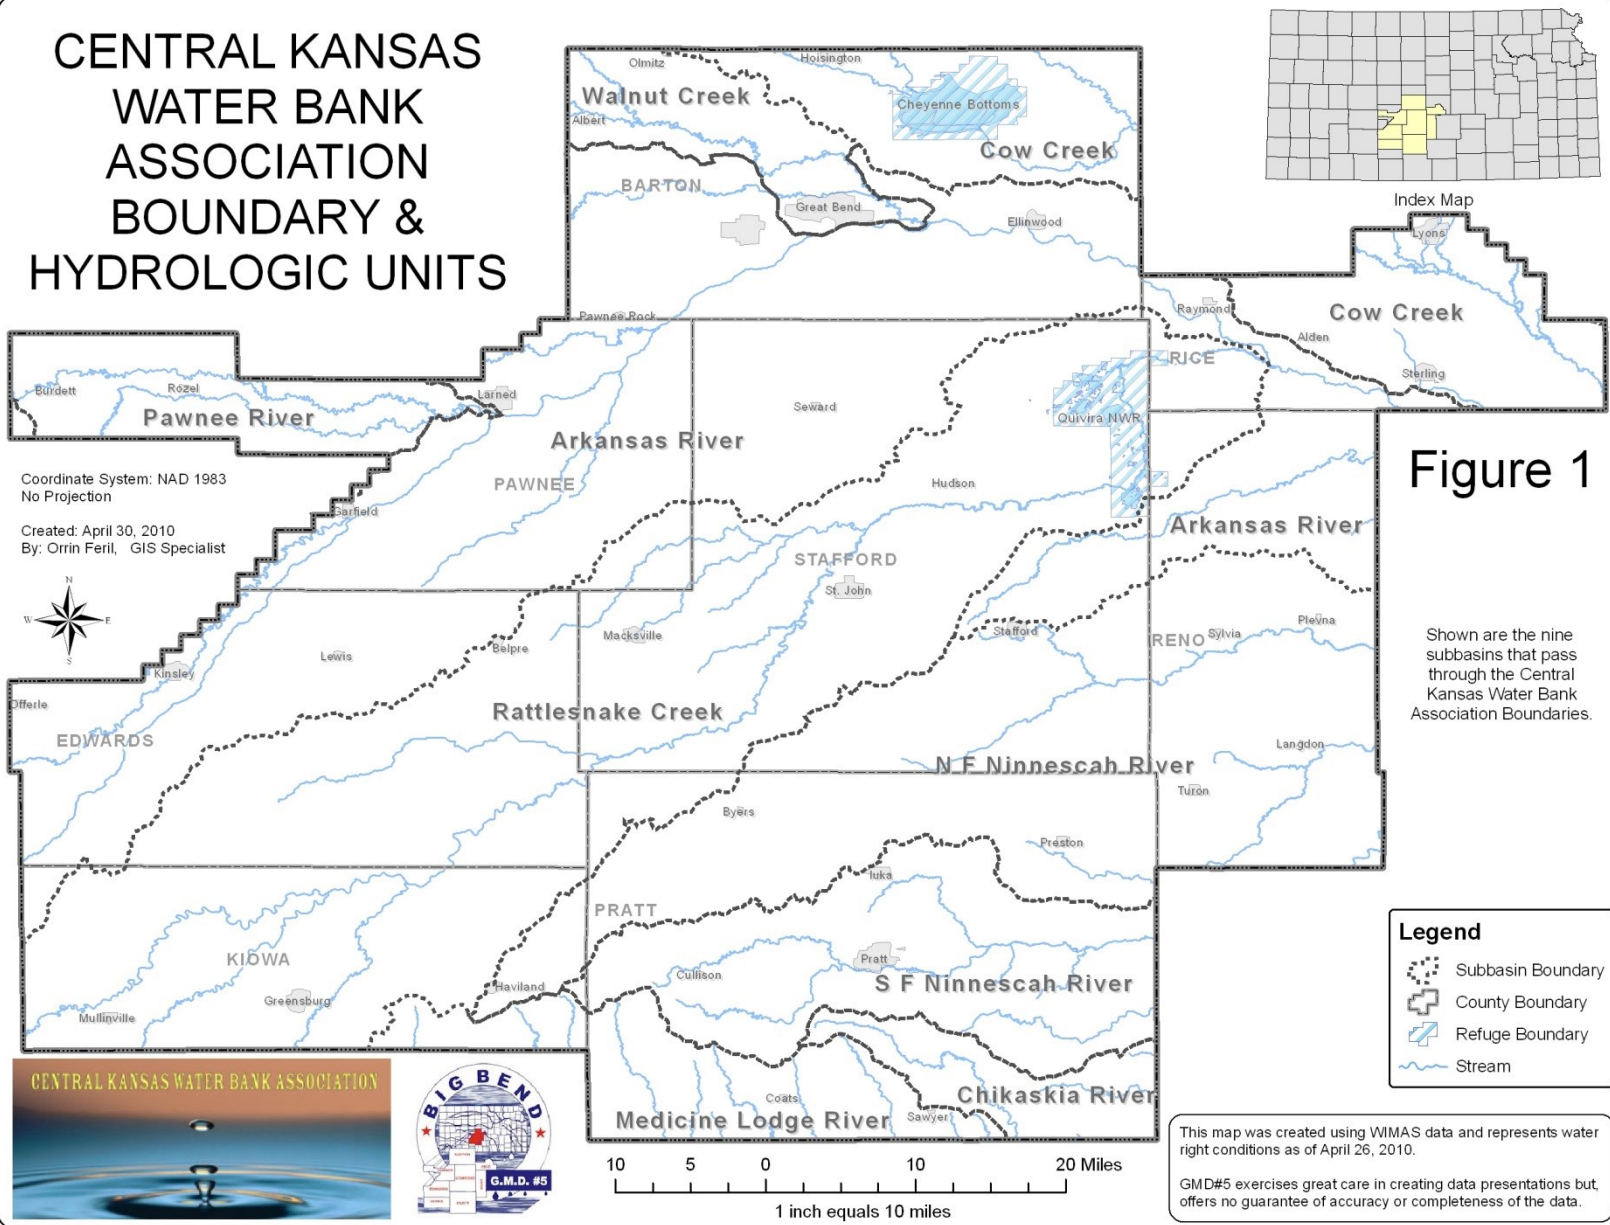 CENTRAL KANSAS
WATER BANK
ASSOCIATION
BOUNDARY &
HYDROLOGIC UNITS
Index Map
Olmitz
Hoisington
Walnut Creek
Cheyenne Bottoms
Albert
Cow Creek
BARTON
Great Bend
Ellinwood
Lyons
Pawnee Rock
Raymond
Cow Creek
Alden
RICE
Sterling
Burdett
Rozel
Larned
Pawnee River
Seward
Quivira NWR
Arkansas River
Figure 1
Coordinate System: NAD 1983
No Projection
Created: April 30, 2010
By: Orrin Feril, GIS Specialist
PAWNEE
Hudson
Garfield
Arkansas River
STAFFORD
St. John
N
W
E
S
Macksville
Stafford
RENO
Sylvia
Plevna
Belpre
Lewis
Kinsley
Shown are the nine
subbasins that pass
through the Central
Kansas Water Bank
Association Boundaries.
Offerle
Rattlesnake Creek
EDWARDS
Langdon
N F Ninnescah River
Turon
Byers
Preston
Iuka
PRATT
KIOWA
Pratt
Cullison
S F Ninnescah River
Haviland
Greensburg
Mullinville
Legend
Subbasin Boundary
County Boundary
Refuge Boundary
Stream
Coats
Chikaskia River
Medicine Lodge River
Sawyer
CENTRAL KANSAS WATER BANK ASSOCIATION
BIG BEND
G.M.D. #5
10 5 0 10 20 Miles
1 inch equals 10 miles
This map was created using WIMAS data and represents water
right conditions as of April 26, 2010.
GMD#5 exercises great care in creating data presentations but,
offers no guarantee of accuracy or completeness of the data.